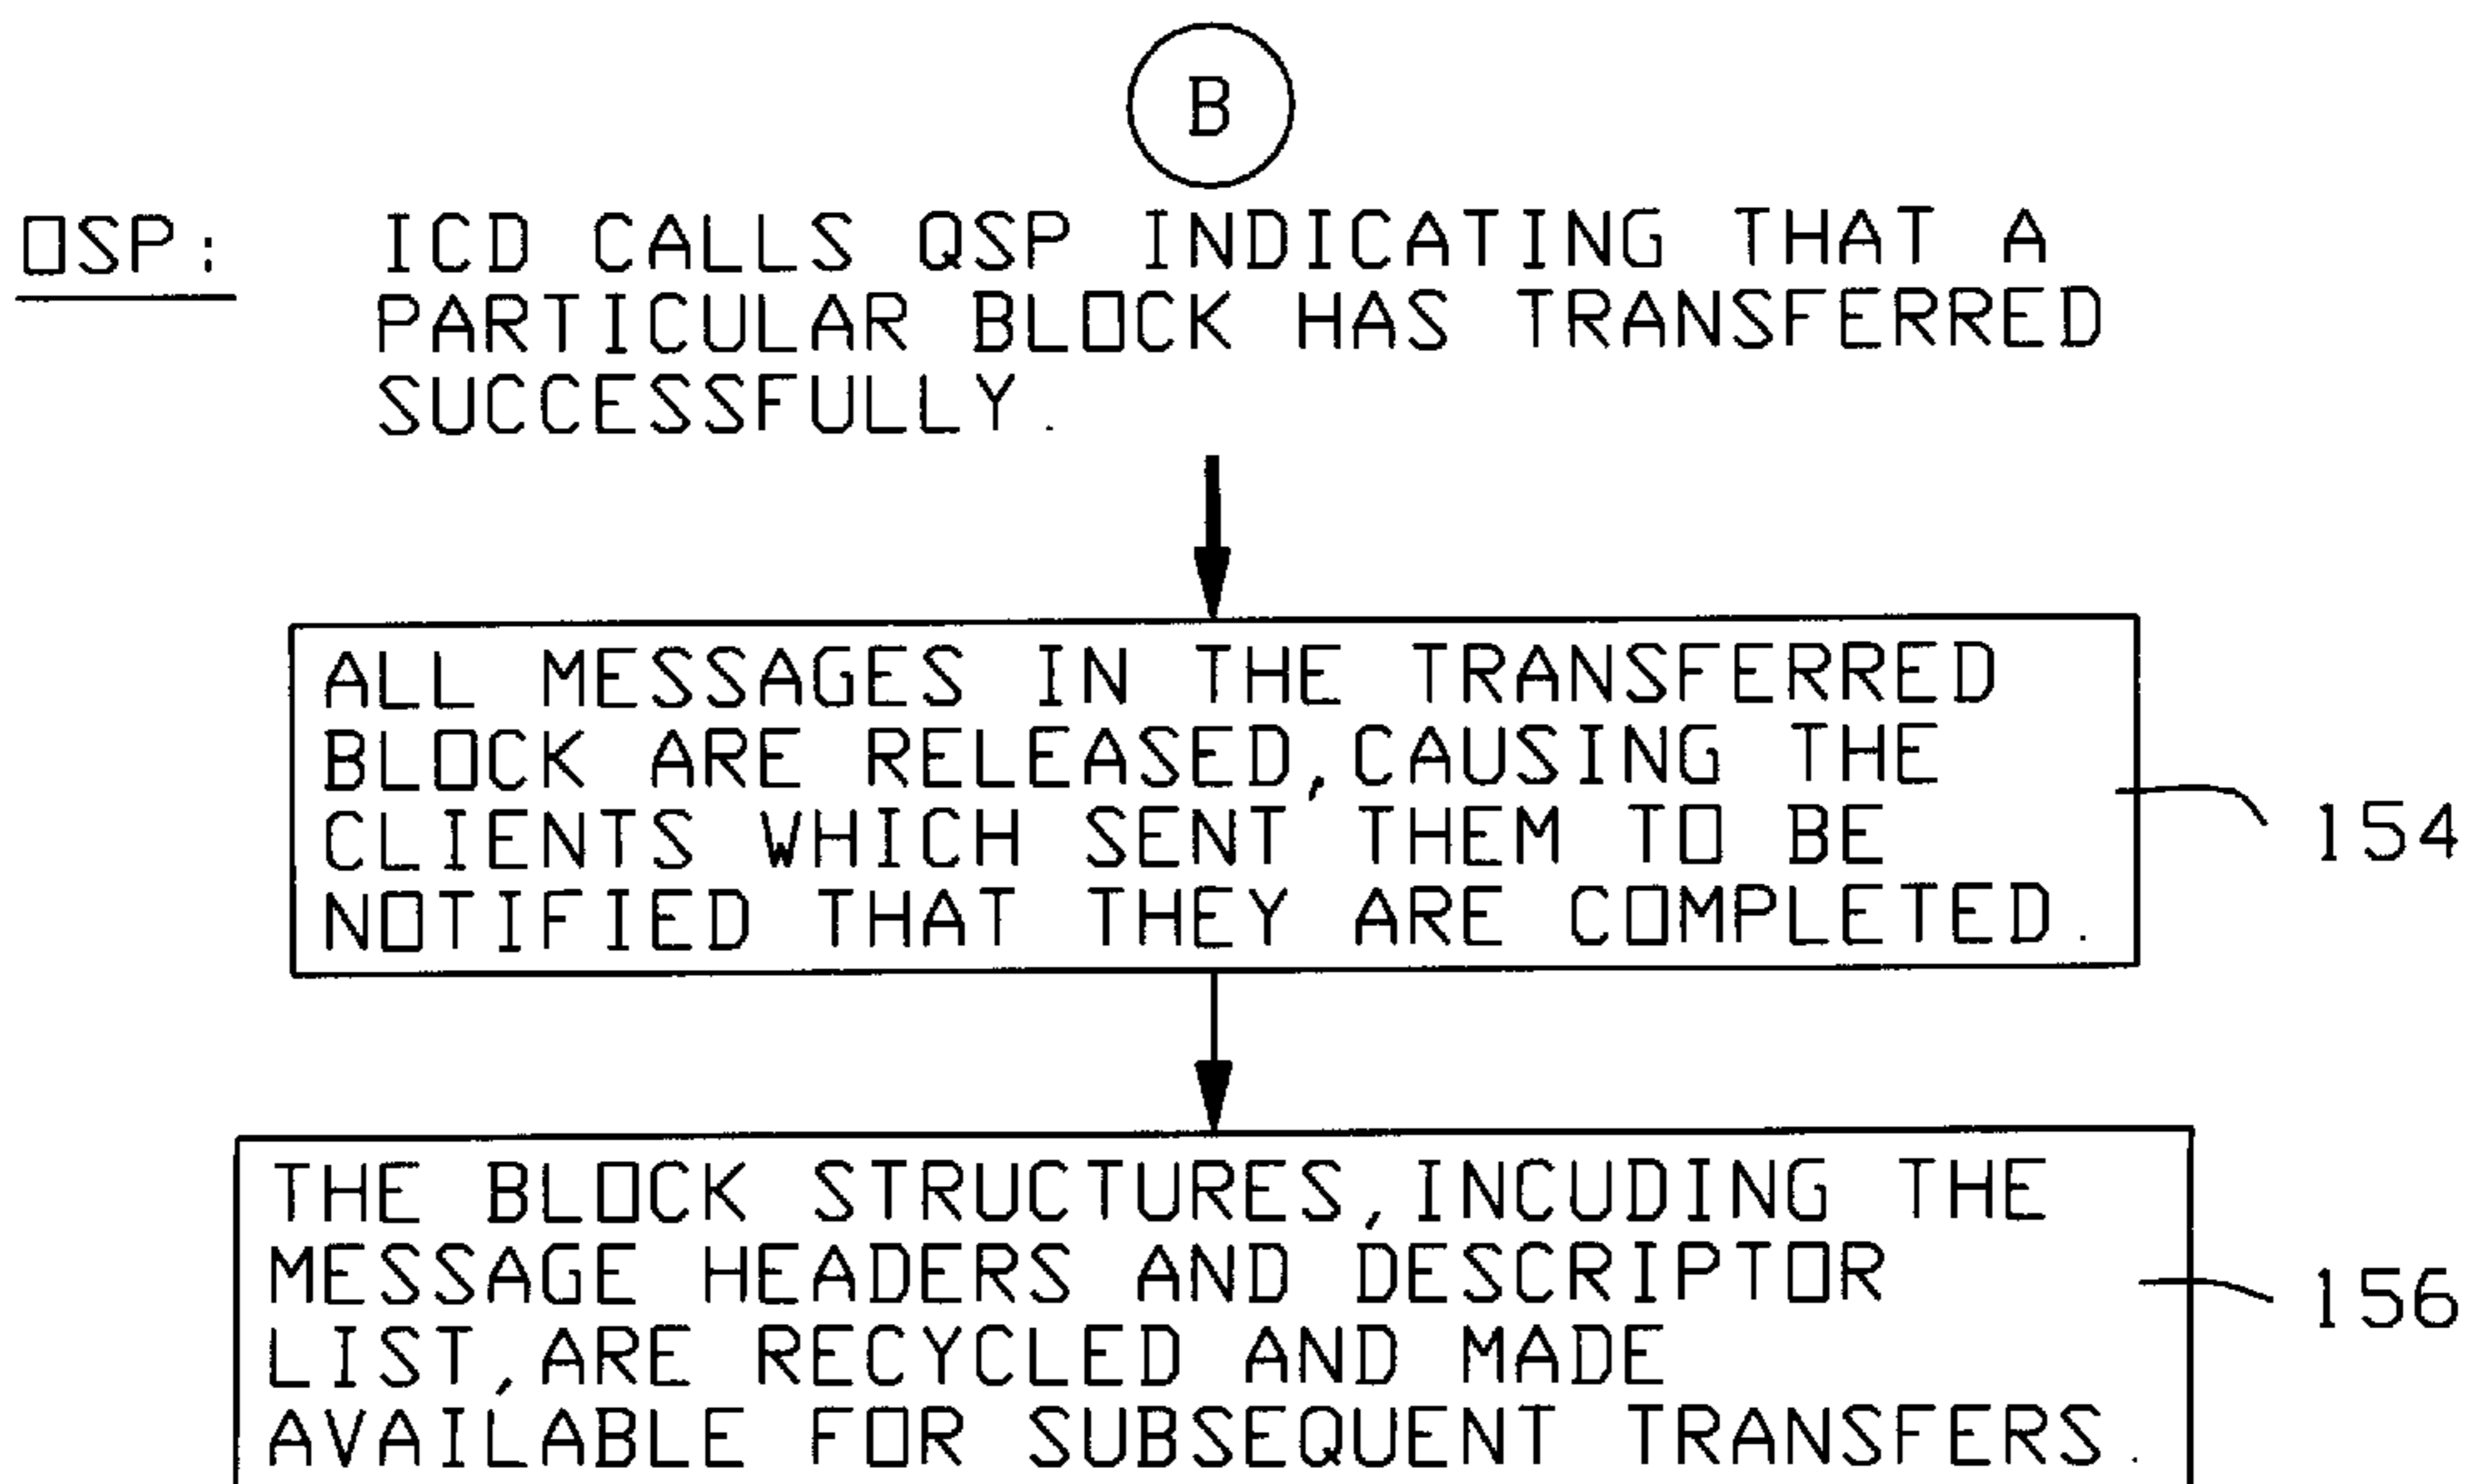 B
OSP: ICD CALLS QSP INDICATING THAT A
PARTICULAR BLOCK HAS TRANSFERRED
SUCCESSFULLY.
ALL MESSAGES IN THE TRANSFERRED
BLOCK ARE RELEASED,CAUSING THE
CLIENTS WHICH SENT THEM TO BE
NOTIFIED THAT THEY ARE COMPLETED.
154
THE BLOCK STRUCTURES,INCUDING THE
MESSAGE HEADERS AND DESCRIPTOR
LIST,ARE RECYCLED AND MADE
AVAILABLE FOR SUBSEQUENT TRANSFERS.
156